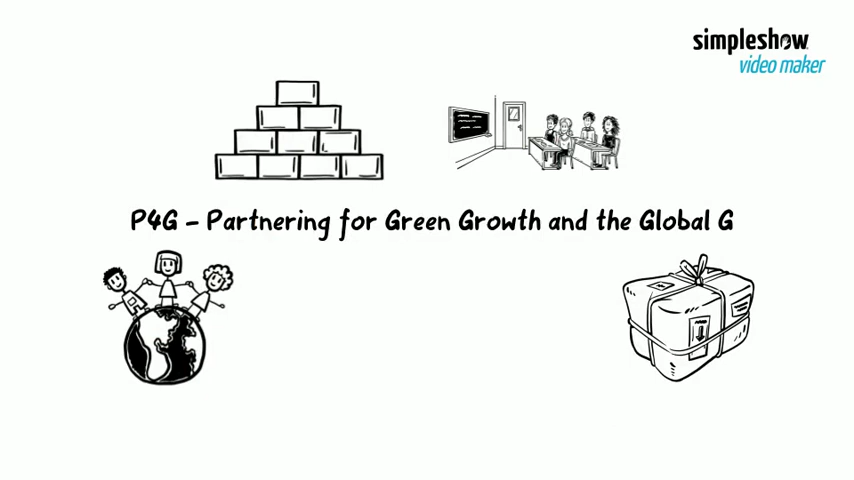 simpleshow
video maker
P4G – Partnering for Green Growth and the Global G